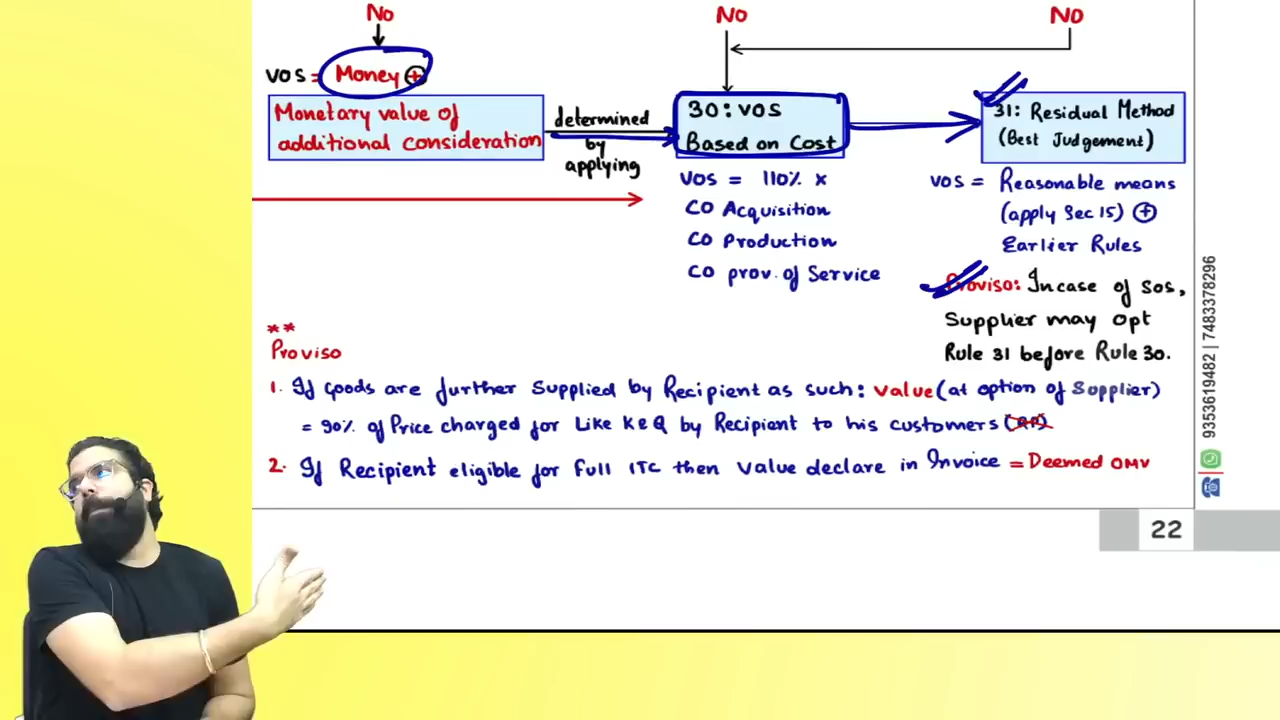 No
NO
NO
VOS = Money +
Monetary value of
additional consideration
determined
by
applying
30: VOS
Based on Cost
31: Residual Method
(Best Judgement)
VOS = 110% x
CO Acquisition
CO Production
CO prov. of Service
VOS = Reasonable means
(apply Sec 15) +
Earlier Rules
Proviso: Incase of SOS,
Supplier may opt
Rule 31 before Rule 30.
**
Proviso
1. If Goods are further Supplied by Recipient as such: Value (at option of Supplier)
= 90% of Price charged for Like K&Q by Recipient to his customers
2. If Recipient eligible for Full ITC then Value declare in Invoice = Deemed OMV
9353619482 | 7483378296
22